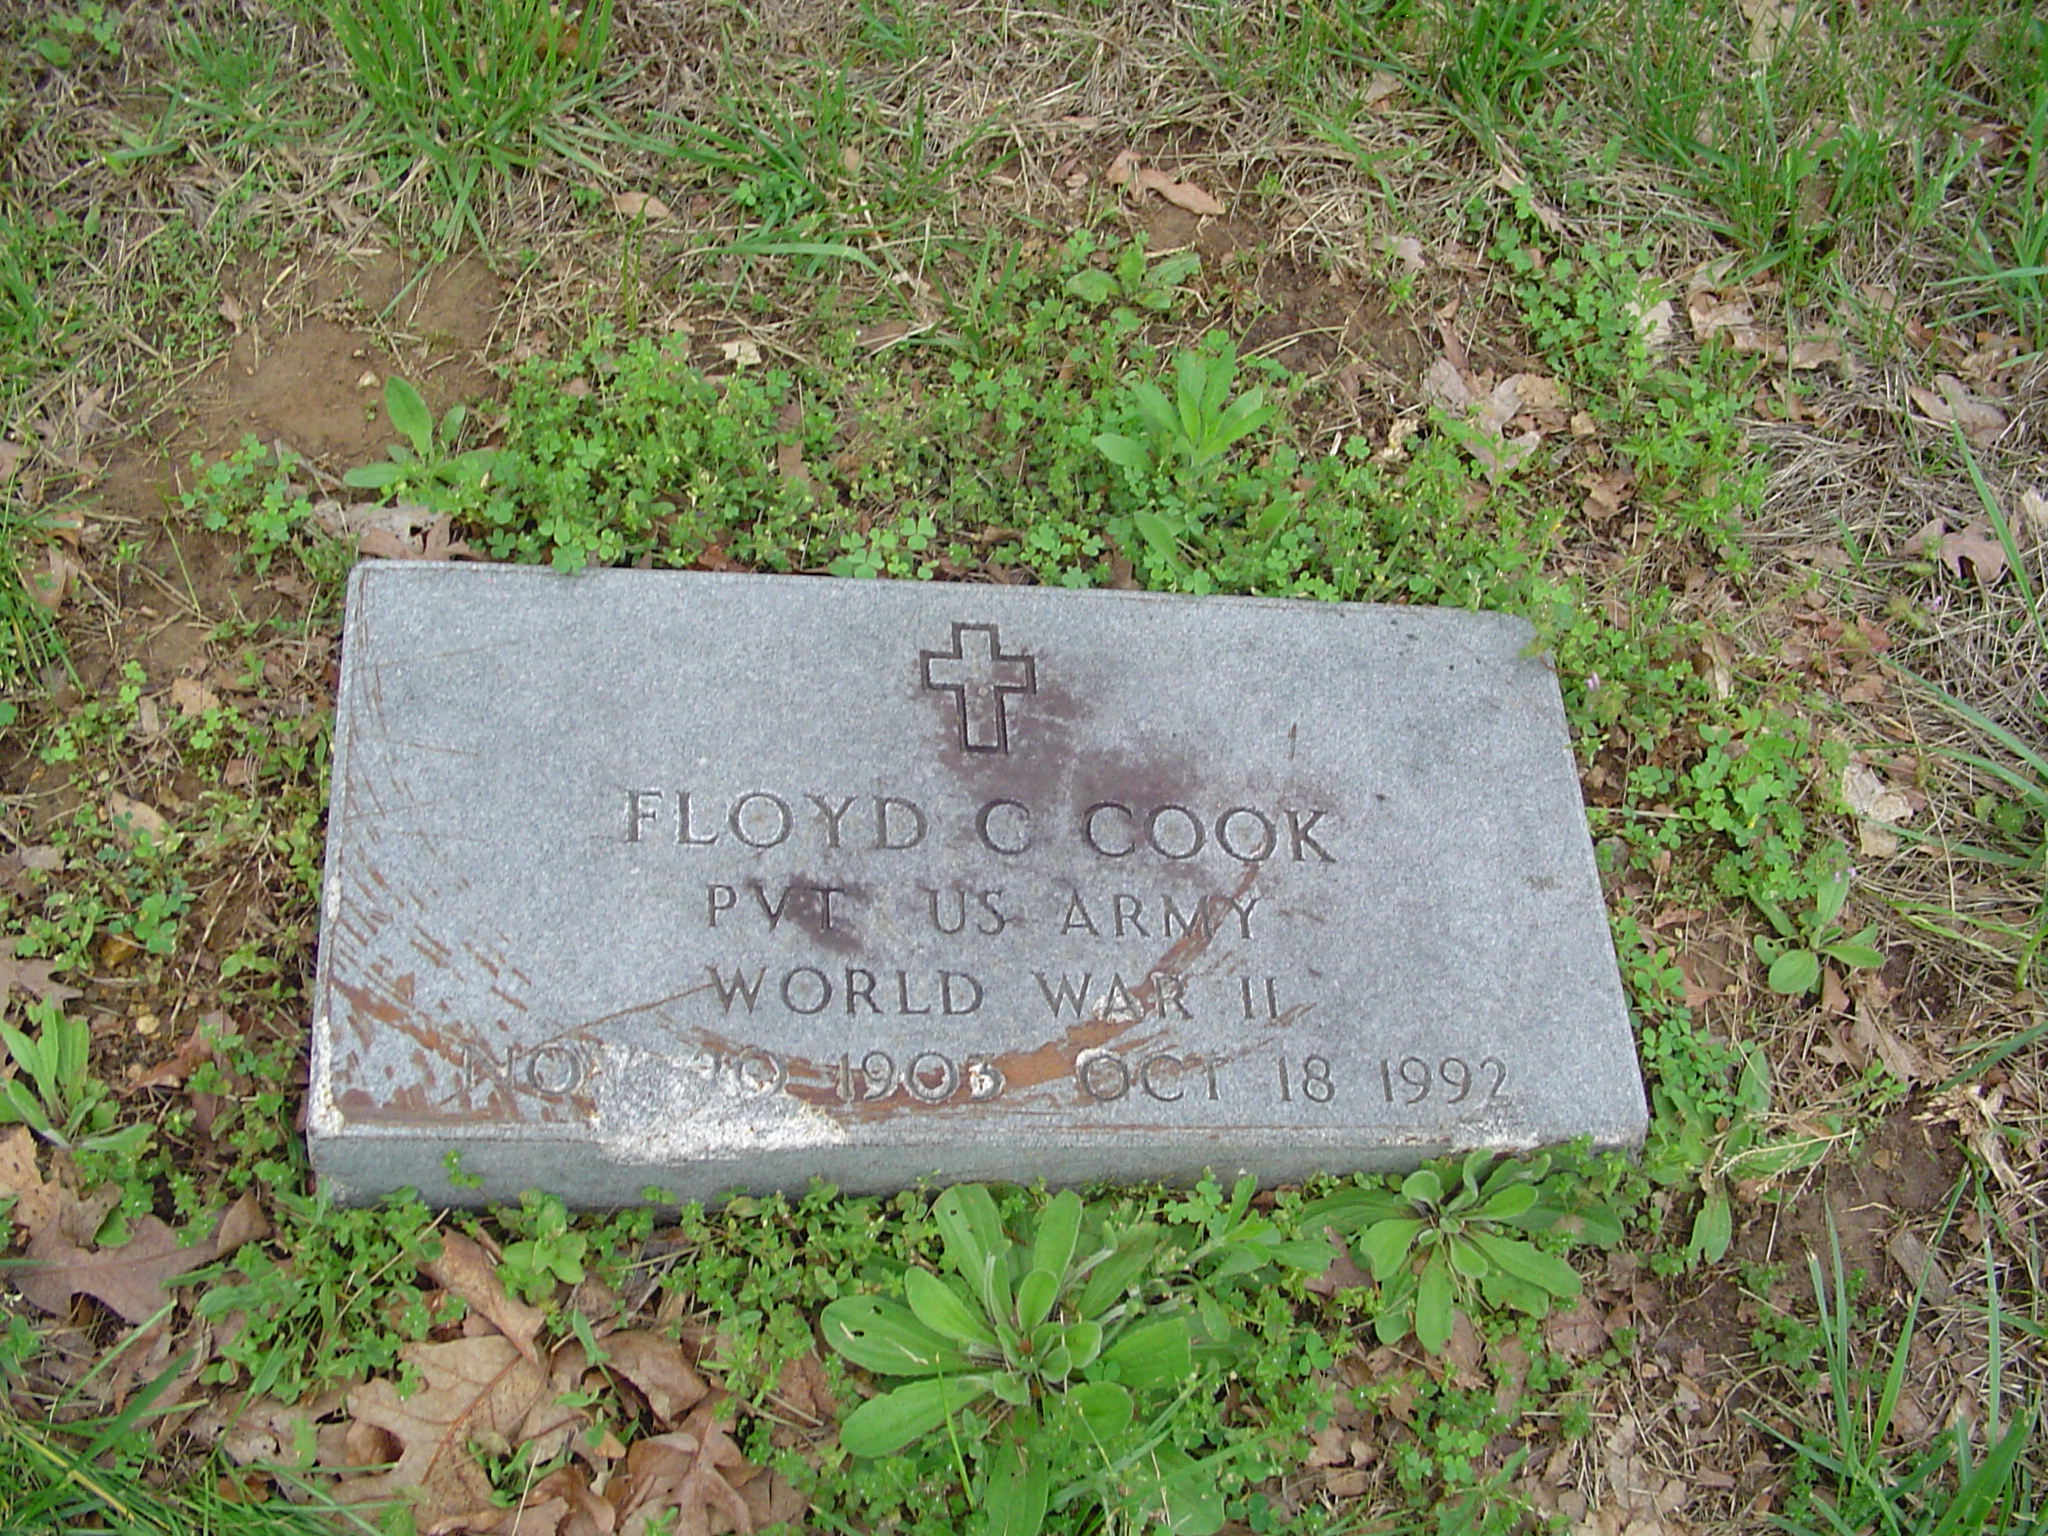 FLOYD C COOK
PVT US ARMY
WORLD WAR II
OCT 18 1992